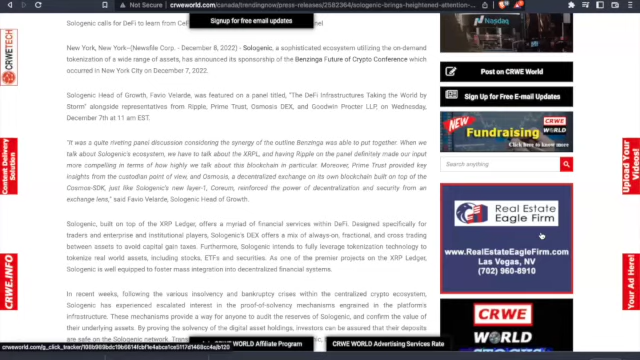 crweworld.com/canada/trendingnow/press-releases/2582364/sologenic-brings-heightened-attention-...
Sologenic calls for DeFi to learn from Cel
Signup for free email updates
nel
New York, New York--(Newsfile Corp. - December 8, 2022) - Sologenic, a sophisticated ecosystem utilizing the on-demand
tokenization of a wide range of assets, has announced its sponsorship of the Benzinga Future of Crypto Conference which
occurred in New York City on December 7, 2022.
Sologenic Head of Growth, Favio Velarde, was featured on a panel titled, "The DeFi Infrastructures Taking the World by
Storm" alongside representatives from Ripple, Prime Trust, Osmosis DEX, and Goodwin Procter LLP, on Wednesday,
December 7th at 11 am EST.
"It was a quite riveting panel discussion considering the synergy of the outline Benzinga was able to put together. When we
talk about Sologenic's ecosystem, we have to talk about the XRPL, and having Ripple on the panel definitely made our input
more compelling in terms of how highly we talk about this blockchain in particular. Moreover, Prime Trust provided key
insights from the custodian point of view, and Osmosis, a decentralized exchange on its own blockchain built on top of the
Cosmos-SDK, just like Sologenic's new layer-1, Coreum, reinforced the power of decentralization and security from an
exchange lens," said Favio Velarde, Sologenic Head of Growth.
Sologenic, built on top of the XRP Ledger, offers a myriad of financial services within DeFi. Designed specifically for
traders and enterprise and institutional players, Sologenic's DEX offers a mix of always-on, fractional, and cross trading
between assets to avoid capital gain taxes. Furthermore, Sologenic intends to fully leverage tokenization technology to
tokenize real world assets, including stocks, ETFs and securities. As one of the premier projects on the XRP Ledger,
Sologenic is well equipped to foster mass integration into decentralized financial systems.
In recent weeks, following the various insolvency and bankruptcy crises within the centralized crypto ecosystem,
Sologenic has experienced escalated interest in the proof-of-solvency mechanisms engrained in the platform's
infrastructure. These mechanisms provide a way for anyone to audit the reserves of Sologenic, and confirm the value of
their underlying assets. By proving the solvency of the digital asset holdings, investors can be assured that their deposits
are safe on the Sologenic network. Trans
CRWE WORLD Affiliate Program
CRWE WORLD Advertising Services Rate
CRWETECH
Content Delivery
Solution
CRWE.INFO
Nasdaq
Post on CRWE World
Sign Up for Free E-mail Updates
NEW
Fundraising
CRWE
WORLD
Click Here to know more
Search anything
Real Estate
Eagle Firm
www.RealEstateEagleFirm.com
Las Vegas, NV
(702) 960-8910
CRWE
WORLD
Upload Your
Videos!
Your Ad Here!